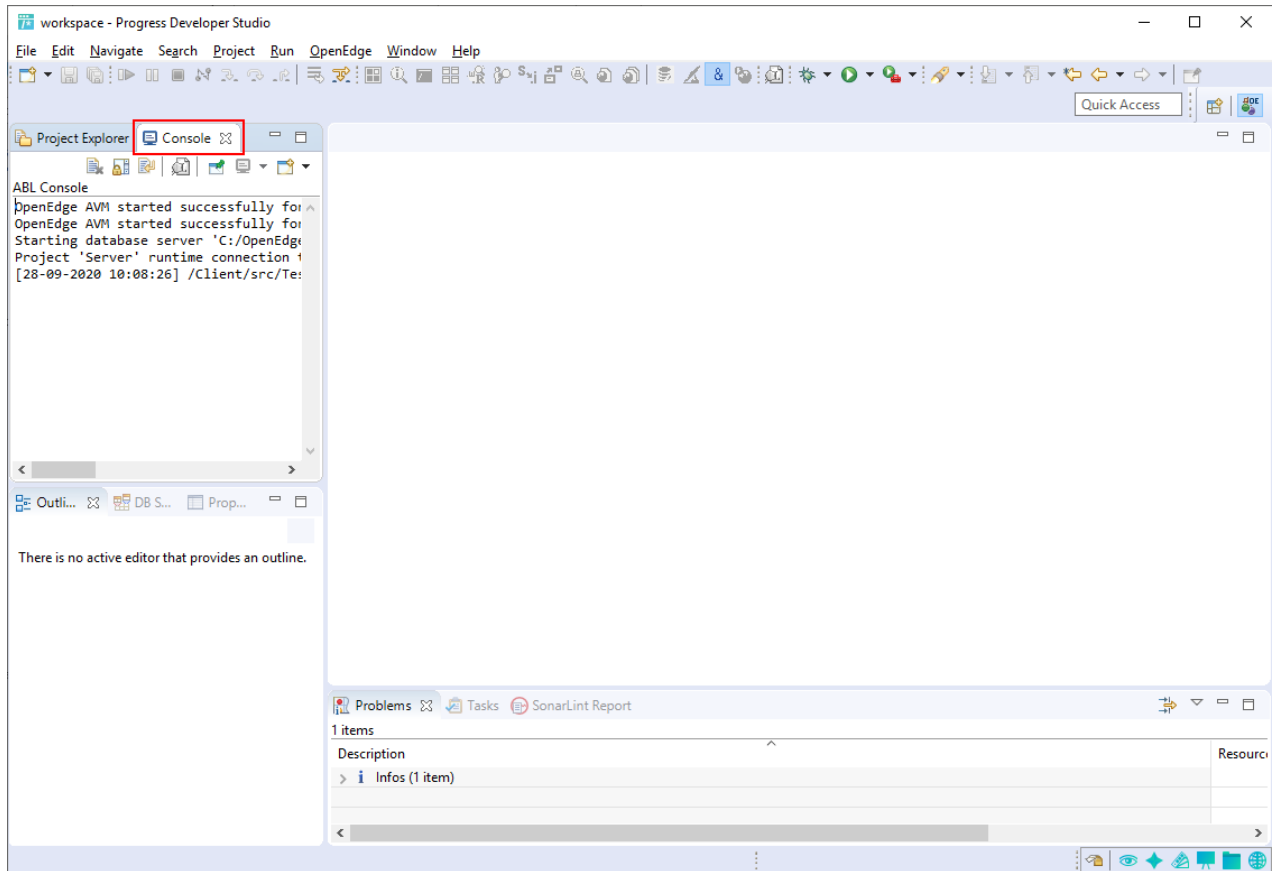 workspace - Progress Developer Studio
File Edit Navigate Search Project Run OpenEdge Window Help
Quick Access
Project Explorer Console
ABL Console
OpenEdge AVM started successfully for
OpenEdge AVM started successfully for
Starting database server 'C:/OpenEdge
Project 'Server' runtime connection
[28-09-2020 10:08:26] /Client/src/Tes
Outli... DB S... Prop...
There is no active editor that provides an outline.
Problems Tasks SonarLint Report
1 items
Description Resource
Infos (1 item)